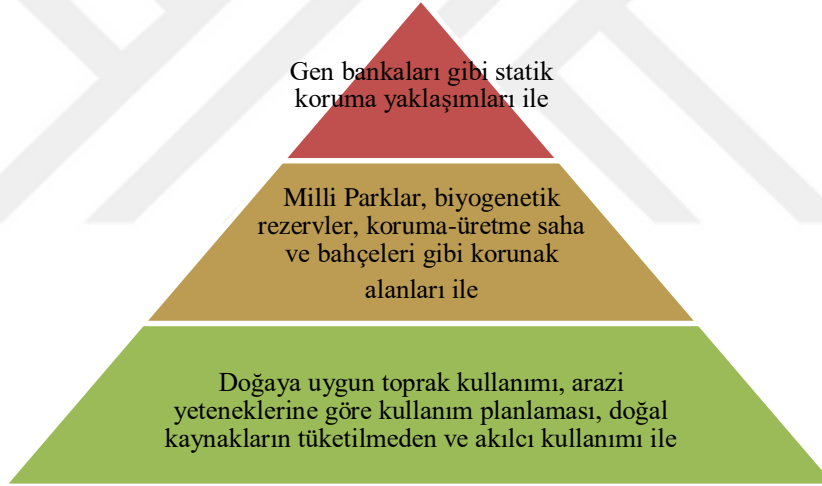 Gen bankaları gibi statik
koruma yaklaşımları ile
Milli Parklar, biyogenetik
rezervler, koruma-üretme saha
ve bahçeleri gibi korunak
alanları ile
Doğaya uygun toprak kullanımı, arazi
yeteneklerine göre kullanım planlaması, doğal
kaynakların tüketilmeden ve akılcı kullanımı ile